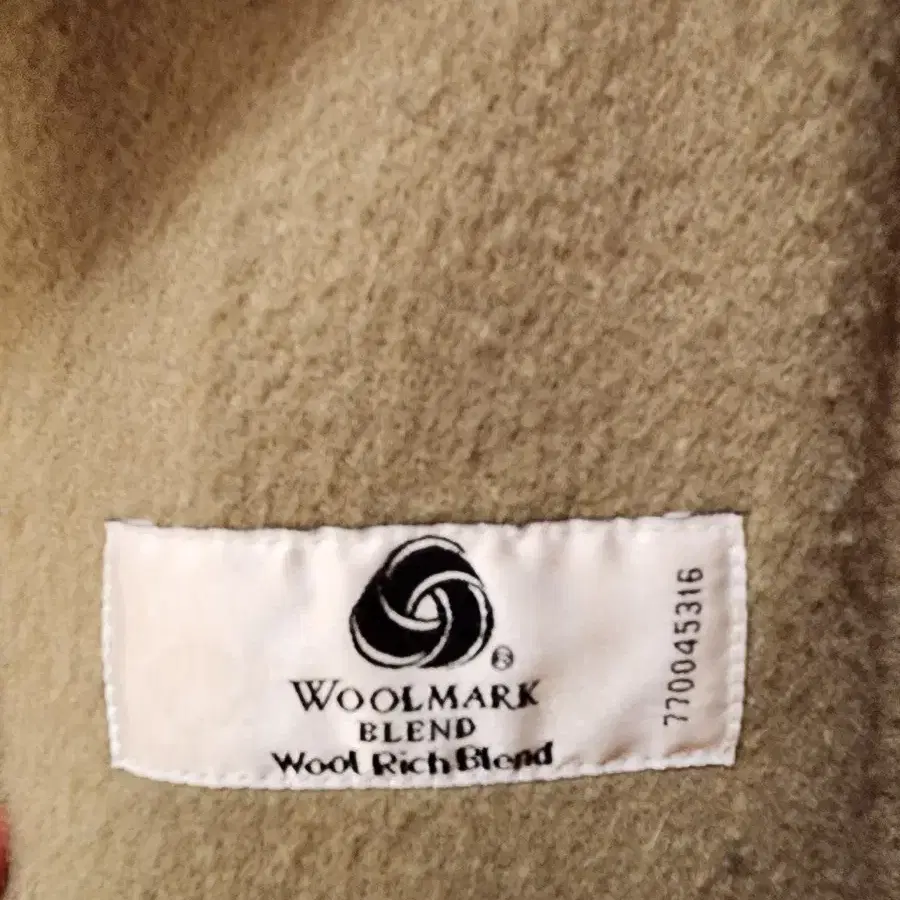 ®
WOOLMARK
BLEND
Wool Rich Blend
770045316